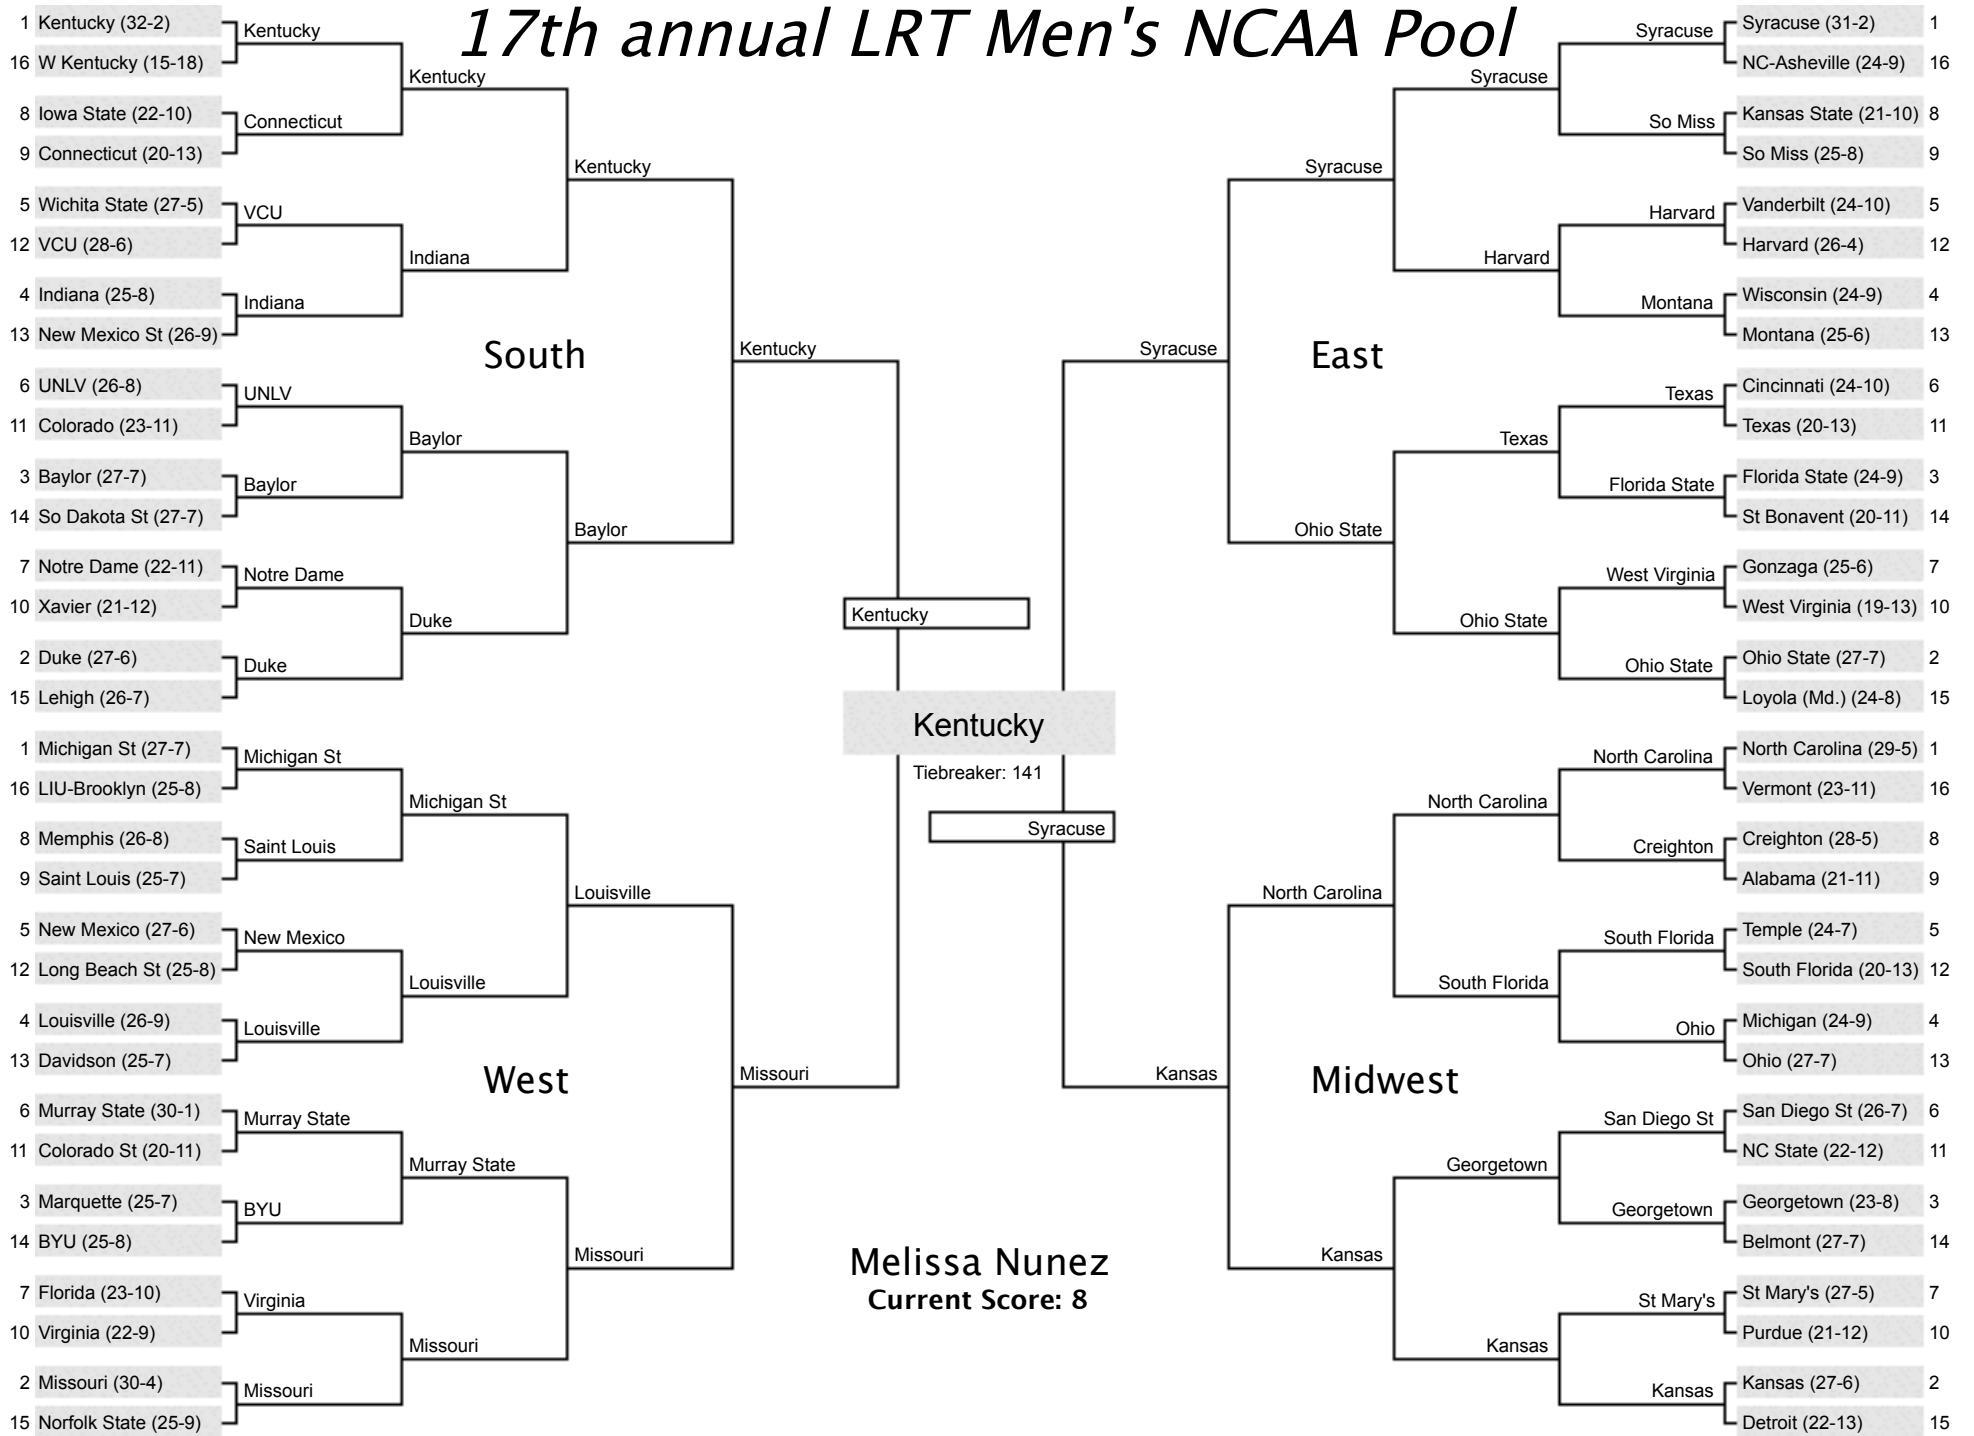 17th annual LRT Men's NCAA Pool
1 Kentucky (32-2)
16 W Kentucky (15-18)
8 Iowa State (22-10)
9 Connecticut (20-13)
5 Wichita State (27-5)
12 VCU (28-6)
4 Indiana (25-8)
13 New Mexico St (26-9)
6 UNLV (26-8)
11 Colorado (23-11)
3 Baylor (27-7)
14 So Dakota St (27-7)
7 Notre Dame (22-11)
10 Xavier (21-12)
2 Duke (27-6)
15 Lehigh (26-7)
Kentucky
Connecticut
VCU
Indiana
UNLV
Baylor
Notre Dame
Duke
Kentucky
Indiana
Baylor
Duke
Kentucky
Baylor
Kentucky
South
1 Michigan St (27-7)
16 LIU-Brooklyn (25-8)
8 Memphis (26-8)
9 Saint Louis (25-7)
5 New Mexico (27-6)
12 Long Beach St (25-8)
4 Louisville (26-9)
13 Davidson (25-7)
6 Murray State (30-1)
11 Colorado St (20-11)
3 Marquette (25-7)
14 BYU (25-8)
7 Florida (23-10)
10 Virginia (22-9)
2 Missouri (30-4)
15 Norfolk State (25-9)
Michigan St
Saint Louis
New Mexico
Louisville
Murray State
BYU
Virginia
Missouri
Michigan St
Louisville
Murray State
Missouri
Louisville
Missouri
Missouri
West
Kentucky
Kentucky
Tiebreaker: 141
Syracuse
Melissa Nunez
Current Score: 8
Syracuse (31-2) 1
NC-Asheville (24-9) 16
Kansas State (21-10) 8
So Miss (25-8) 9
Vanderbilt (24-10) 5
Harvard (26-4) 12
Wisconsin (24-9) 4
Montana (25-6) 13
Cincinnati (24-10) 6
Texas (20-13) 11
Florida State (24-9) 3
St Bonavent (20-11) 14
Gonzaga (25-6) 7
West Virginia (19-13) 10
Ohio State (27-7) 2
Loyola (Md.) (24-8) 15
Syracuse
So Miss
Harvard
Montana
Texas
Florida State
West Virginia
Ohio State
Syracuse
Harvard
Texas
Ohio State
Syracuse
Ohio State
Syracuse
East
North Carolina (29-5) 1
Vermont (23-11) 16
Creighton (28-5) 8
Alabama (21-11) 9
Temple (24-7) 5
South Florida (20-13) 12
Michigan (24-9) 4
Ohio (27-7) 13
San Diego St (26-7) 6
NC State (22-12) 11
Georgetown (23-8) 3
Belmont (27-7) 14
St Mary's (27-5) 7
Purdue (21-12) 10
Kansas (27-6) 2
Detroit (22-13) 15
North Carolina
Creighton
South Florida
Ohio
San Diego St
Georgetown
St Mary's
Kansas
North Carolina
South Florida
Georgetown
Kansas
North Carolina
Kansas
Kansas
Midwest